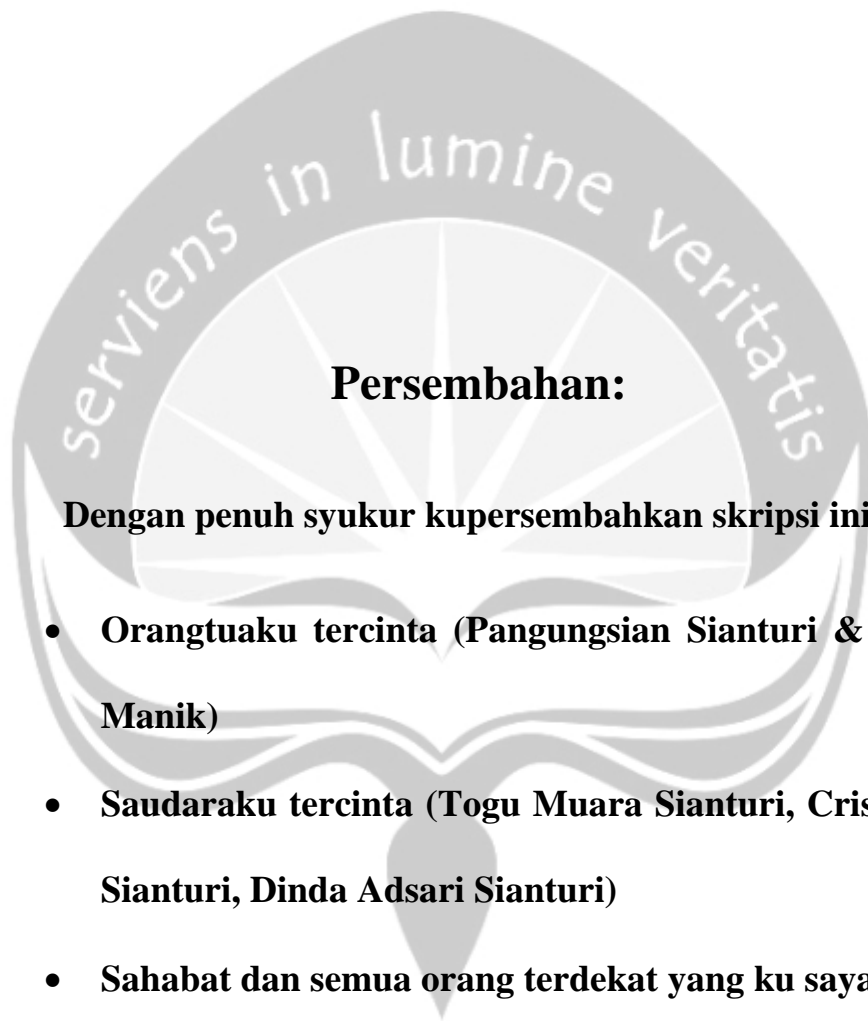 serviens in lumine veritatis
Persembahan:
Dengan penuh syukur kupersembahkan skripsi ini
• Orangtuaku tercinta (Pangungsian Sianturi &
Manik)
• Saudaraku tercinta (Togu Muara Sianturi, Cris
Sianturi, Dinda Adsari Sianturi)
• Sahabat dan semua orang terdekat yang ku saya